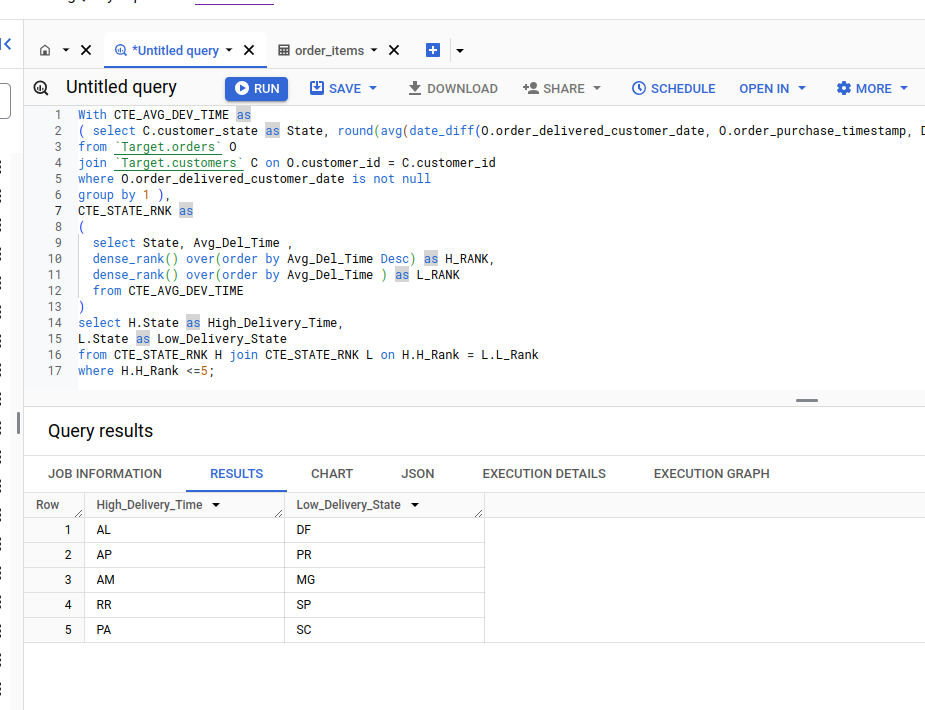 *Untitled query
order_items
Untitled query
RUN
SAVE
DOWNLOAD
SHARE
SCHEDULE
OPEN IN
MORE
1 With CTE_AVG_DEV_TIME as
2 ( select C.customer_state as State, round(avg(date_diff(O.order_delivered_customer_date, O.order_purchase_timestamp, D
3 from `Target.orders` O
4 join `Target.customers` C on O.customer_id = C.customer_id
5 where O.order_delivered_customer_date is not null
6 group by 1 ),
7 CTE_STATE_RNK as
8 (
9 select State, Avg_Del_Time ,
10 dense_rank() over(order by Avg_Del_Time Desc) as H_RANK,
11 dense_rank() over(order by Avg_Del_Time ) as L_RANK
12 from CTE_AVG_DEV_TIME
13 )
14 select H.State as High_Delivery_Time,
15 L.State as Low_Delivery_State
16 from CTE_STATE_RNK H join CTE_STATE_RNK L on H.H_Rank = L.L_Rank
17 where H.H_Rank <=5;
Query results
JOB INFORMATION RESULTS CHART JSON EXECUTION DETAILS EXECUTION GRAPH
Row High_Delivery_Time Low_Delivery_State
1 AL DF
2 AP PR
3 AM MG
4 RR SP
5 PA SC